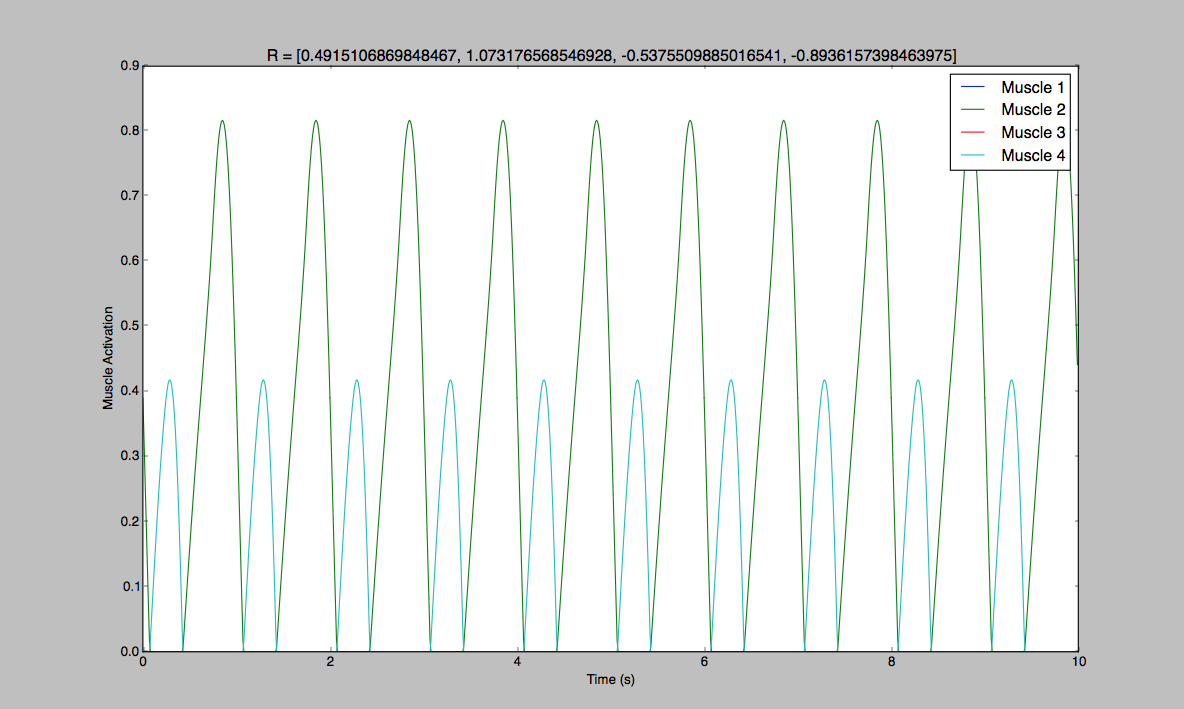 R = [0.4915106869848467, 1.073176568546928, -0.5375509885016541, -0.8936157398463975]
0.9
0.8
0.7
0.6
0.5
0.4
0.3
0.2
0.1
0.0
Muscle Activation
Muscle 1
Muscle 2
Muscle 3
Muscle 4
0 2 4 6 8 10
Time (s)